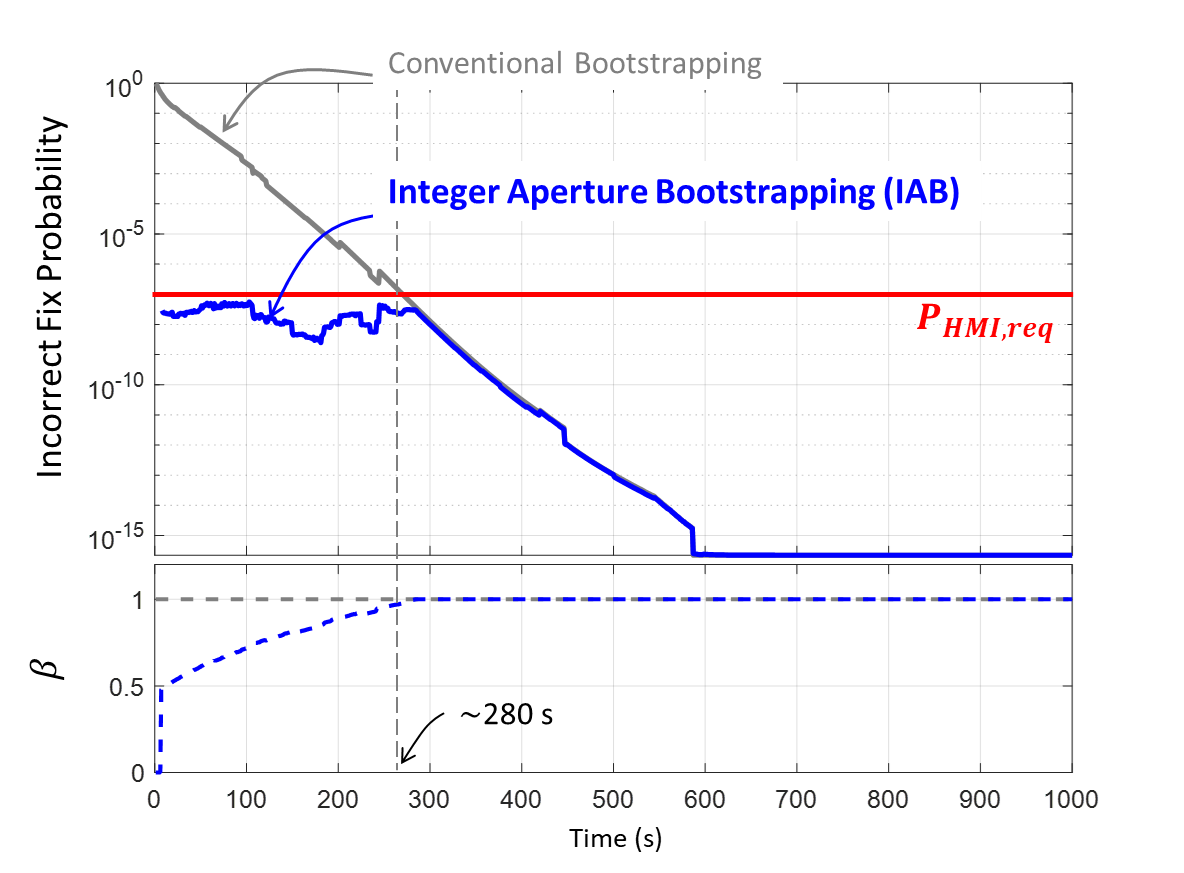 Conventional Bootstrapping
10^0
Integer Aperture Bootstrapping (IAB)
10^-5
P_HMI,req
10^-10
10^-15
Incorrect Fix Probability
1
0.5
0
β
~280 s
0 100 200 300 400 500 600 700 800 900 1000
Time (s)